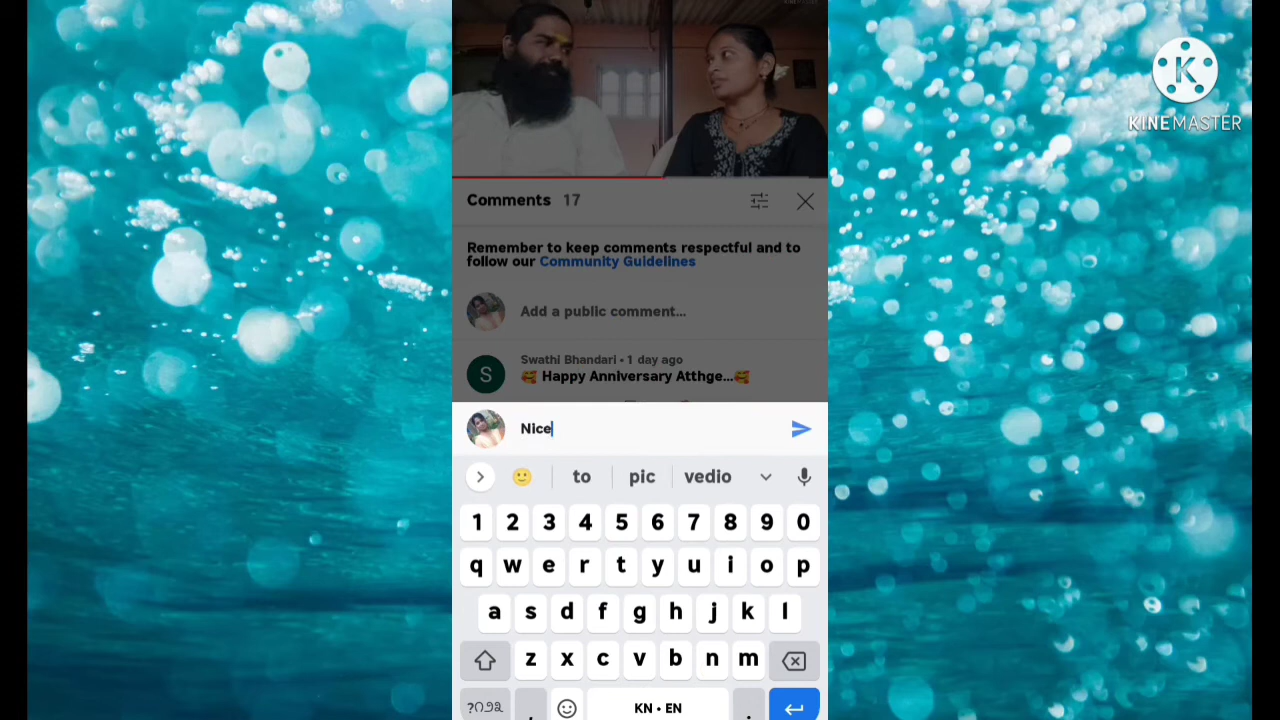 KINEMASTER
Comments 17
Remember to keep comments respectful and to
follow our Community Guidelines
Add a public comment...
Swathi Bhandari • 1 day ago
🥰 Happy Anniversary Atthge...🥰
Nice
to pic vedio
1 2 3 4 5 6 7 8 9 0
q w e r t y u i o p
a s d f g h j k l
z x c v b n m
, KN • EN .